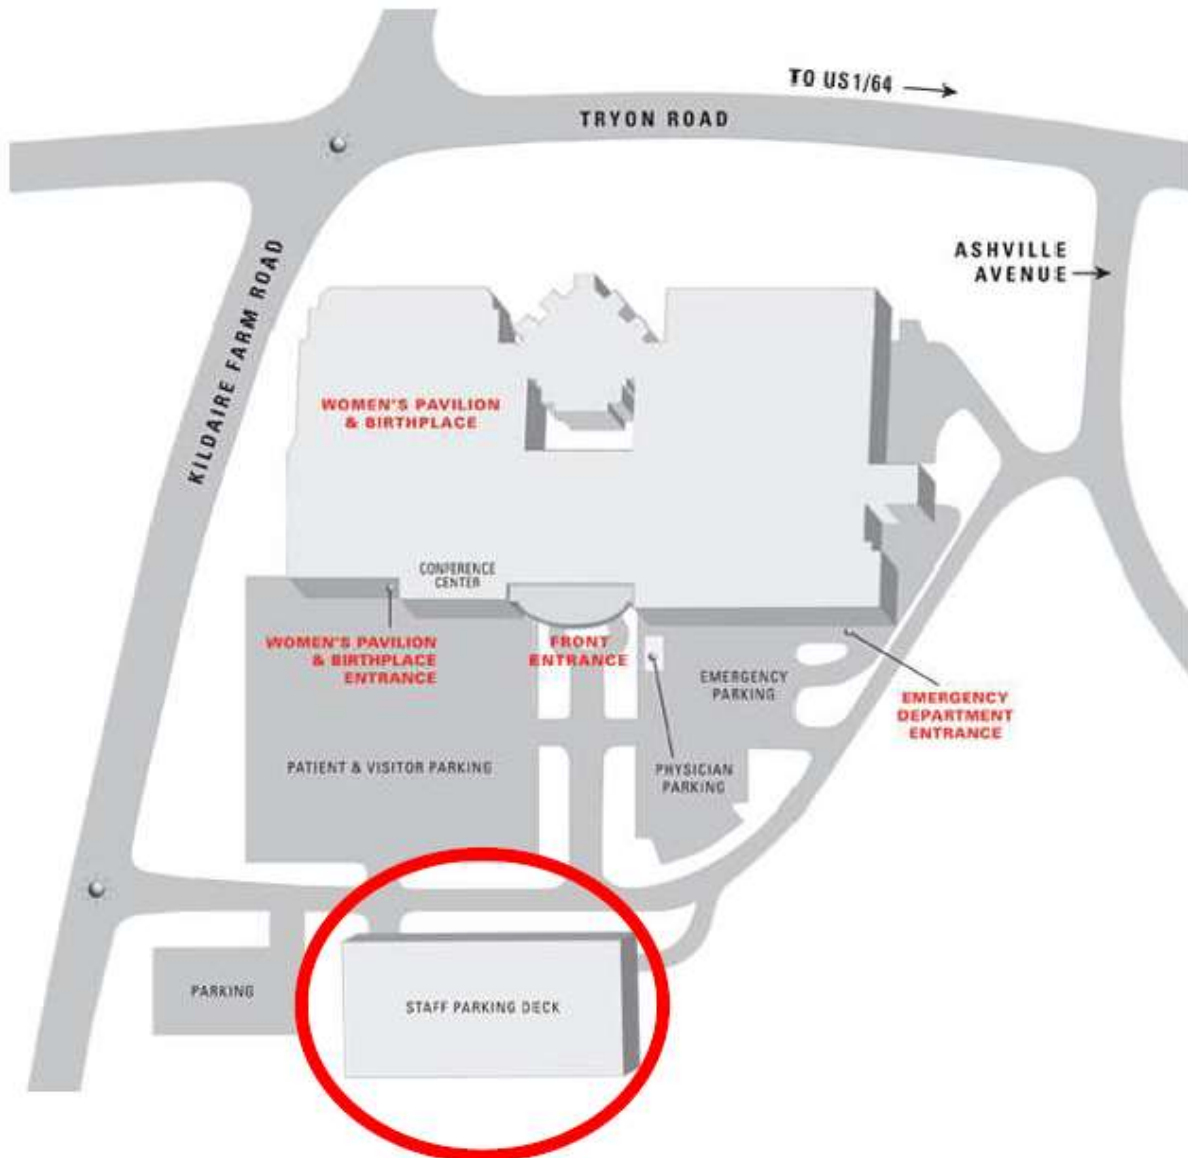 TO US1/64
TRYON ROAD
ASHVILLE
AVENUE
KILDAIRE FARM ROAD
WOMEN'S PAVILION
& BIRTHPLACE
CONFERENCE
CENTER
WOMEN'S PAVILION
& BIRTHPLACE
ENTRANCE
FRONT
ENTRANCE
EMERGENCY
PARKING
EMERGENCY
DEPARTMENT
ENTRANCE
PATIENT & VISITOR PARKING
PHYSICIAN
PARKING
PARKING
STAFF PARKING DECK